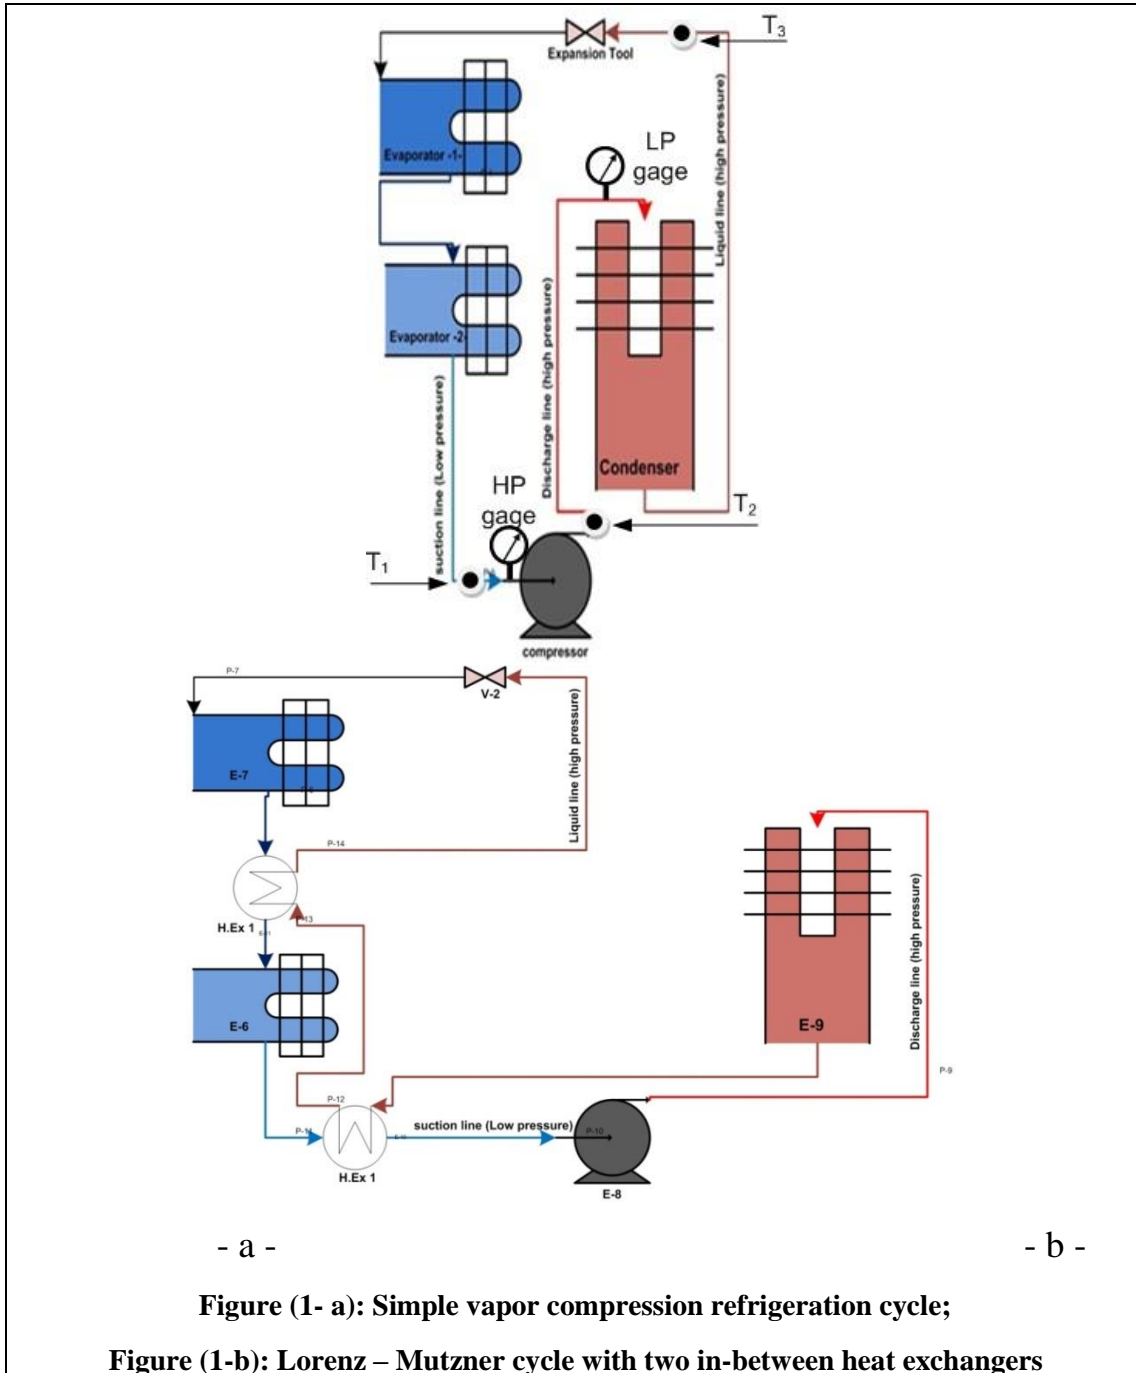 T3
Expansion Tool
LP
gage
Evaporator -1-
Liquid line (high pressure)
Evaporator -2-
Discharge line (high pressure)
suction line (Low pressure)
Condenser
HP
gage
T2
T1
compressor
P-7
V-2
Liquid line (high pressure)
E-7
P-14
P-13
H.Ex 1
E-6
E-9
Discharge line (high pressure)
P-9
P-12
suction line (Low pressure)
P-10
H.Ex 1
E-8
- a -
- b -
Figure (1- a): Simple vapor compression refrigeration cycle;
Figure (1-b): Lorenz – Mutzner cycle with two in-between heat exchangers